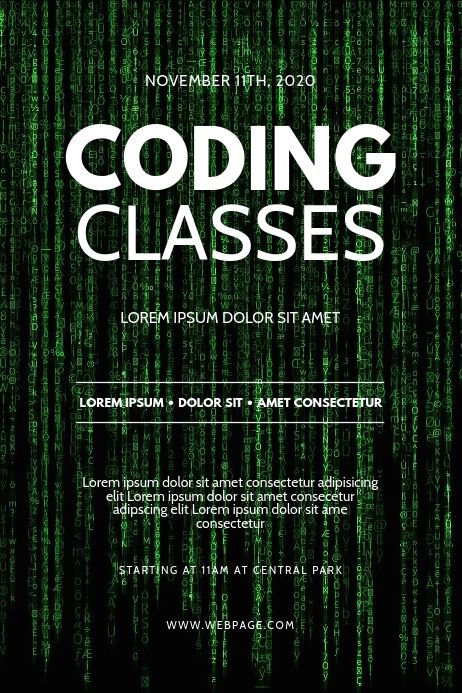 NOVEMBER 11TH, 2020
CODING
CLASSES
LOREM IPSUM DOLOR SIT AMET
LOREM IPSUM • DOLOR SIT • AMET CONSECTETUR
Lorem ipsum dolor sit amet consectetur adipisicing
elit Lorem ipsum dolor sit amet consecetur
adipscing elit Lorem ipsum dolor sit ame
consectetur
STARTING AT 11AM AT CENTRAL PARK
WWW.WEBPAGE.COM